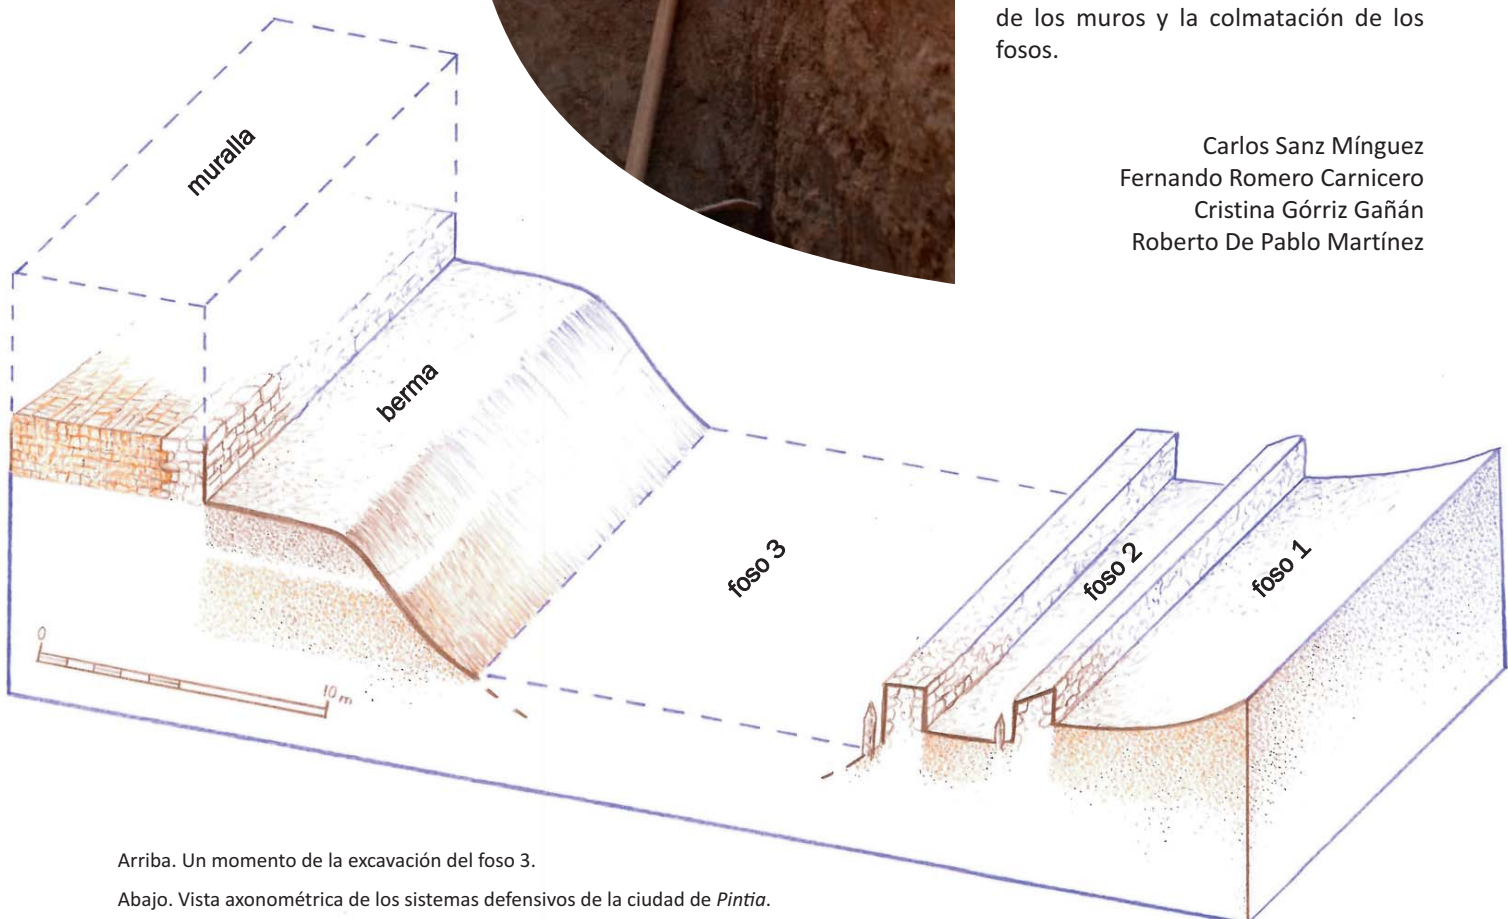 de los muros y la colmatación de los
fosos.
Carlos Sanz Mínguez
Fernando Romero Carnicero
Cristina Górriz Gañán
Roberto De Pablo Martínez
muralla
berma
foso 3
foso 2
foso 1
0
10 m
Arriba. Un momento de la excavación del foso 3.
Abajo. Vista axonométrica de los sistemas defensivos de la ciudad de Pintia.